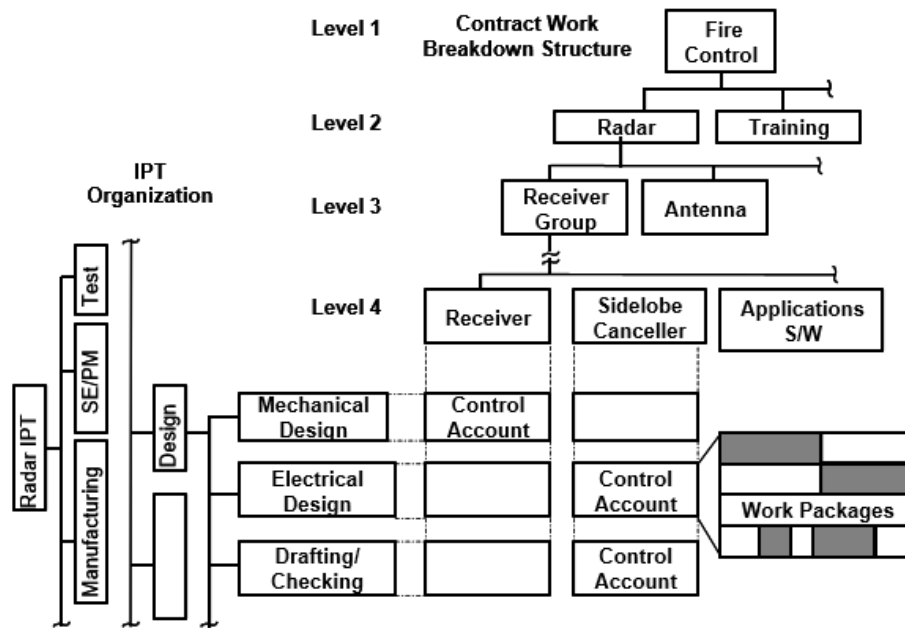 Level 1
Contract Work
Breakdown Structure
Fire
Control
Level 2
Radar
Training
IPT
Organization
Level 3
Receiver
Group
Antenna
Level 4
Receiver
Sidelobe
Canceller
Applications
S/W
Radar IPT
Test
SE/PM
Manufacturing
Design
Mechanical
Design
Control
Account
Electrical
Design
Control
Account
Work Packages
Drafting/
Checking
Control
Account